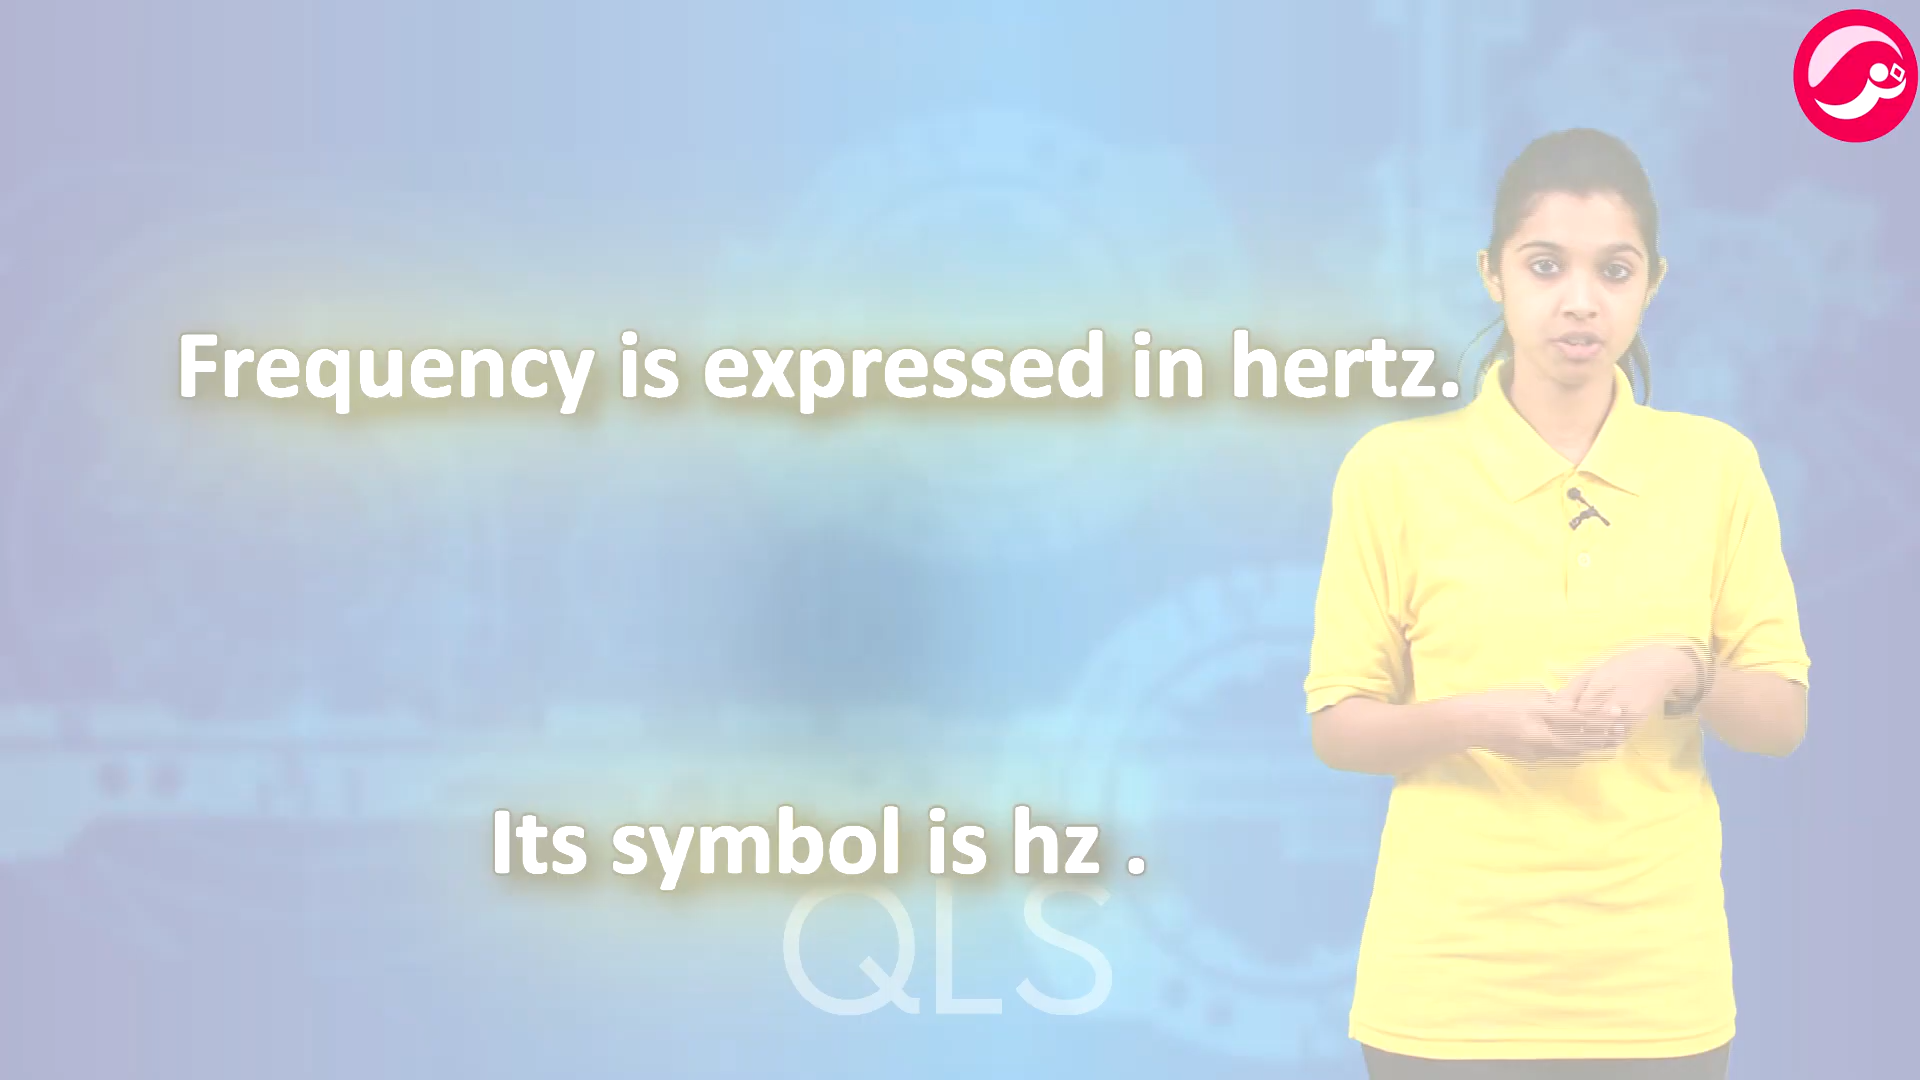 Frequency is expressed in hertz.
Its symbol is hz .
QLS